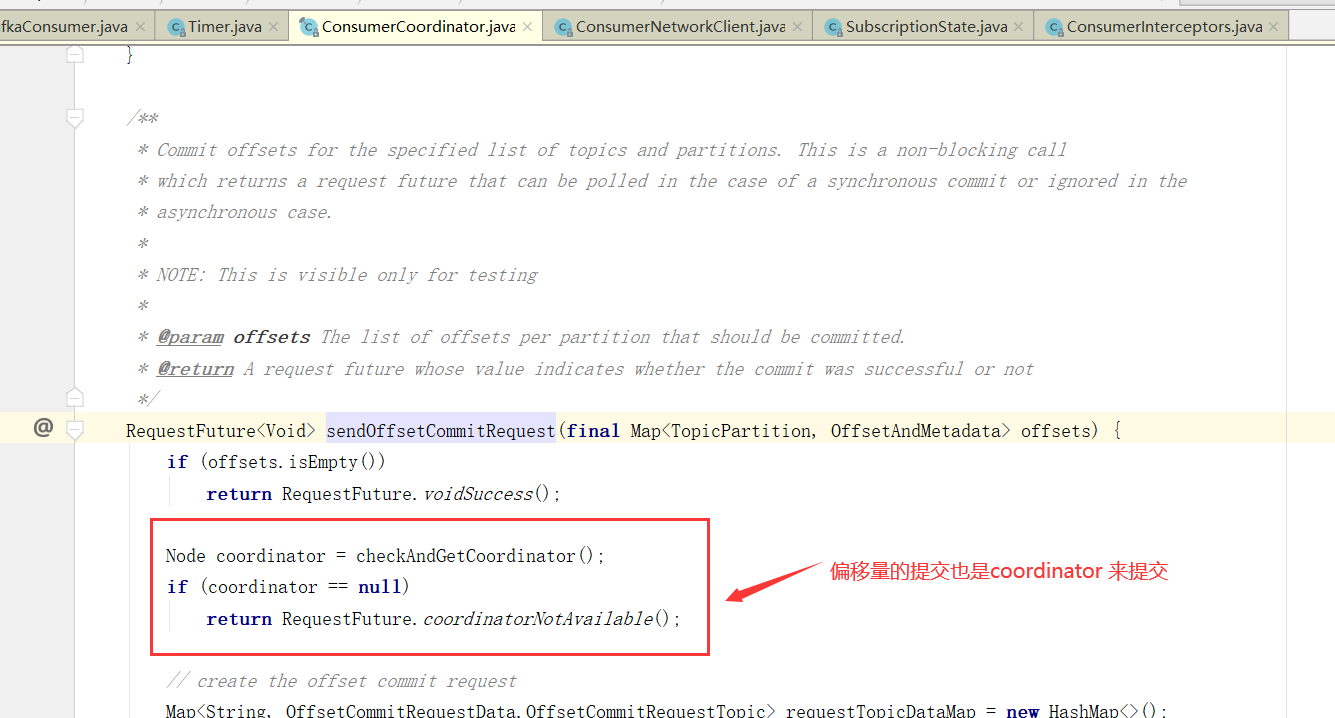 fkaConsumer.java
Timer.java
ConsumerCoordinator.java
ConsumerNetworkClient.java
SubscriptionState.java
ConsumerInterceptors.java
}
/**
* Commit offsets for the specified list of topics and partitions. This is a non-blocking call
* which returns a request future that can be polled in the case of a synchronous commit or ignored in the
* asynchronous case.
*
* NOTE: This is visible only for testing
*
* @param offsets The list of offsets per partition that should be committed.
* @return A request future whose value indicates whether the commit was successful or not
*/
@
RequestFuture<Void> sendOffsetCommitRequest(final Map<TopicPartition, OffsetAndMetadata> offsets) {
if (offsets.isEmpty())
return RequestFuture.voidSuccess();
Node coordinator = checkAndGetCoordinator();
if (coordinator == null)
return RequestFuture.coordinatorNotAvailable();
偏移量的提交也是coordinator 来提交
// create the offset commit request
Map<String, OffsetCommitRequestData.OffsetCommitRequestTopic> requestTopicDataMap = new HashMap<>();